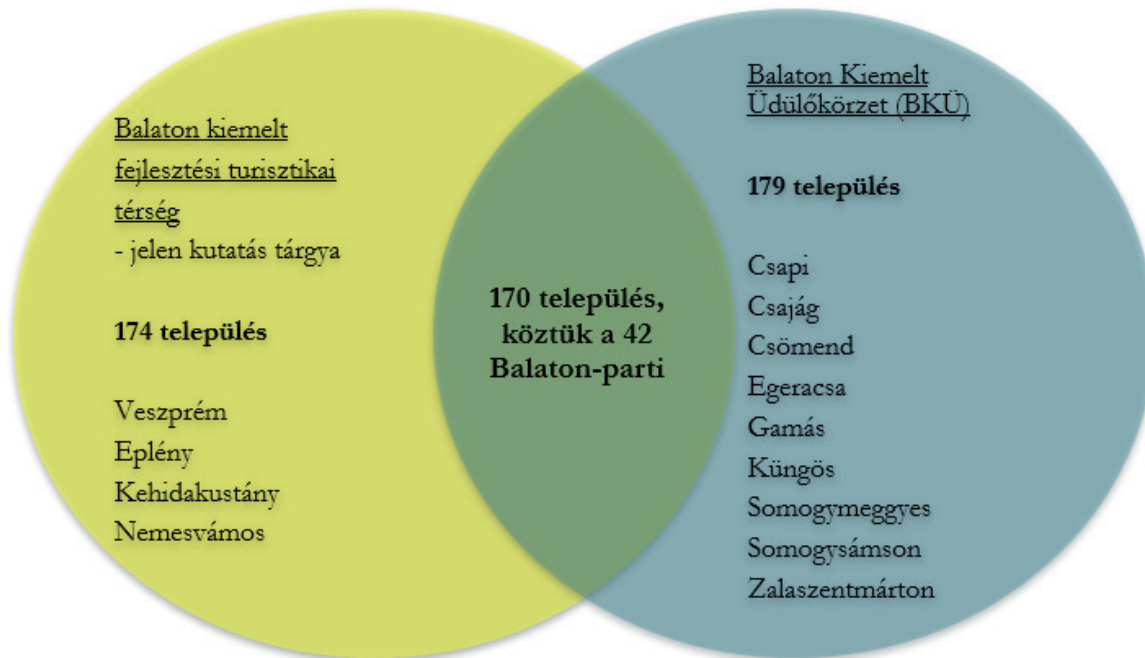 Balaton kiemelt
fejlesztési turisztikai
térség
- jelen kutatás tárgya
174 település
Veszprém
Eplény
Kehidakustány
Nemesvámos
170 település,
köztük a 42
Balaton-parti
Balaton Kiemelt
Üdülőkörzet (BKÜ)
179 település
Csapi
Csajág
Csömend
Egeracsa
Gamás
Küngös
Somogymeggyes
Somogysámson
Zalaszentmárton